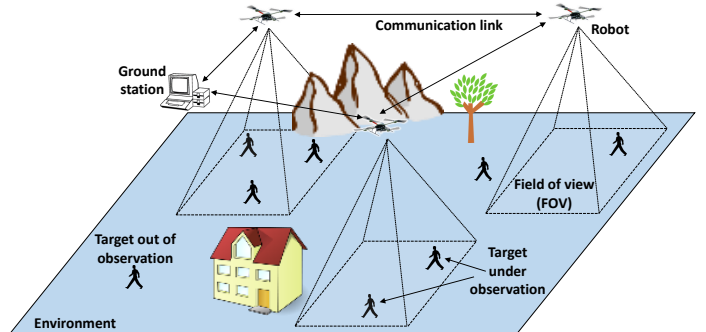 Communication link
Robot
Ground
station
Field of view
(FOV)
Target out of
observation
Target
under
observation
Environment